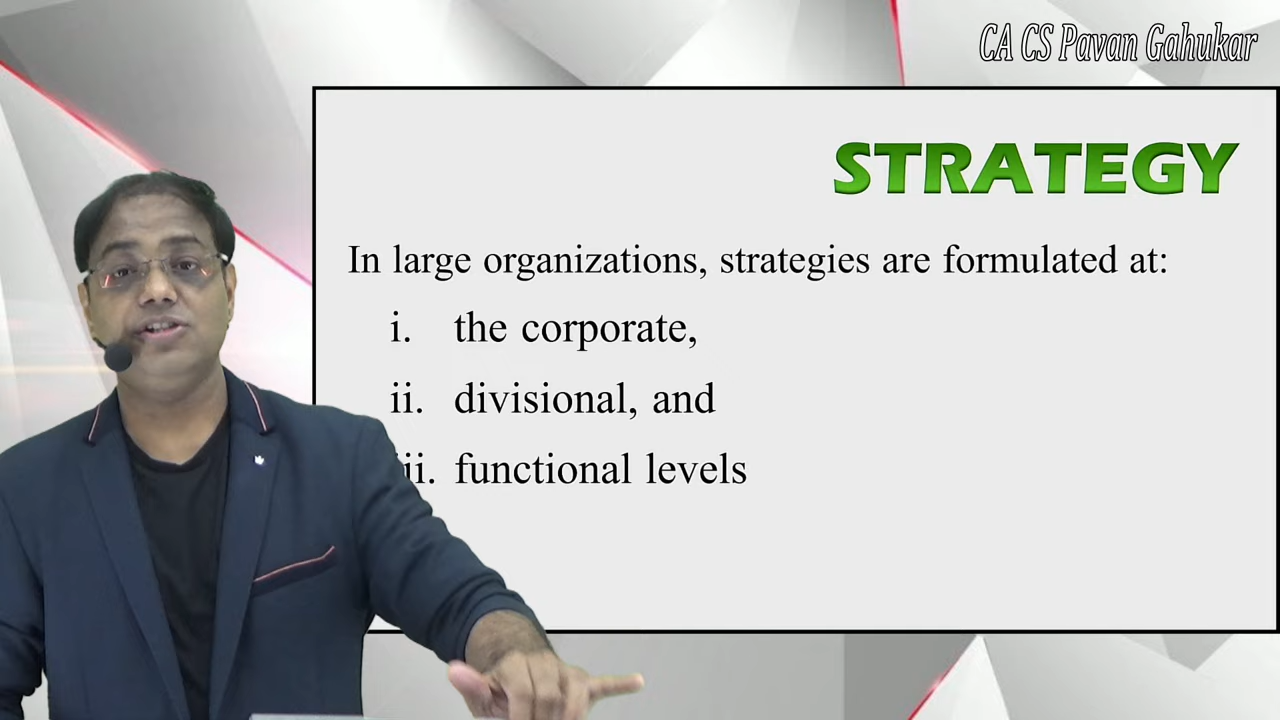 CA CS Pavan Gahukar
STRATEGY
In large organizations, strategies are formulated at:
i. the corporate,
ii. divisional, and
iii. functional levels